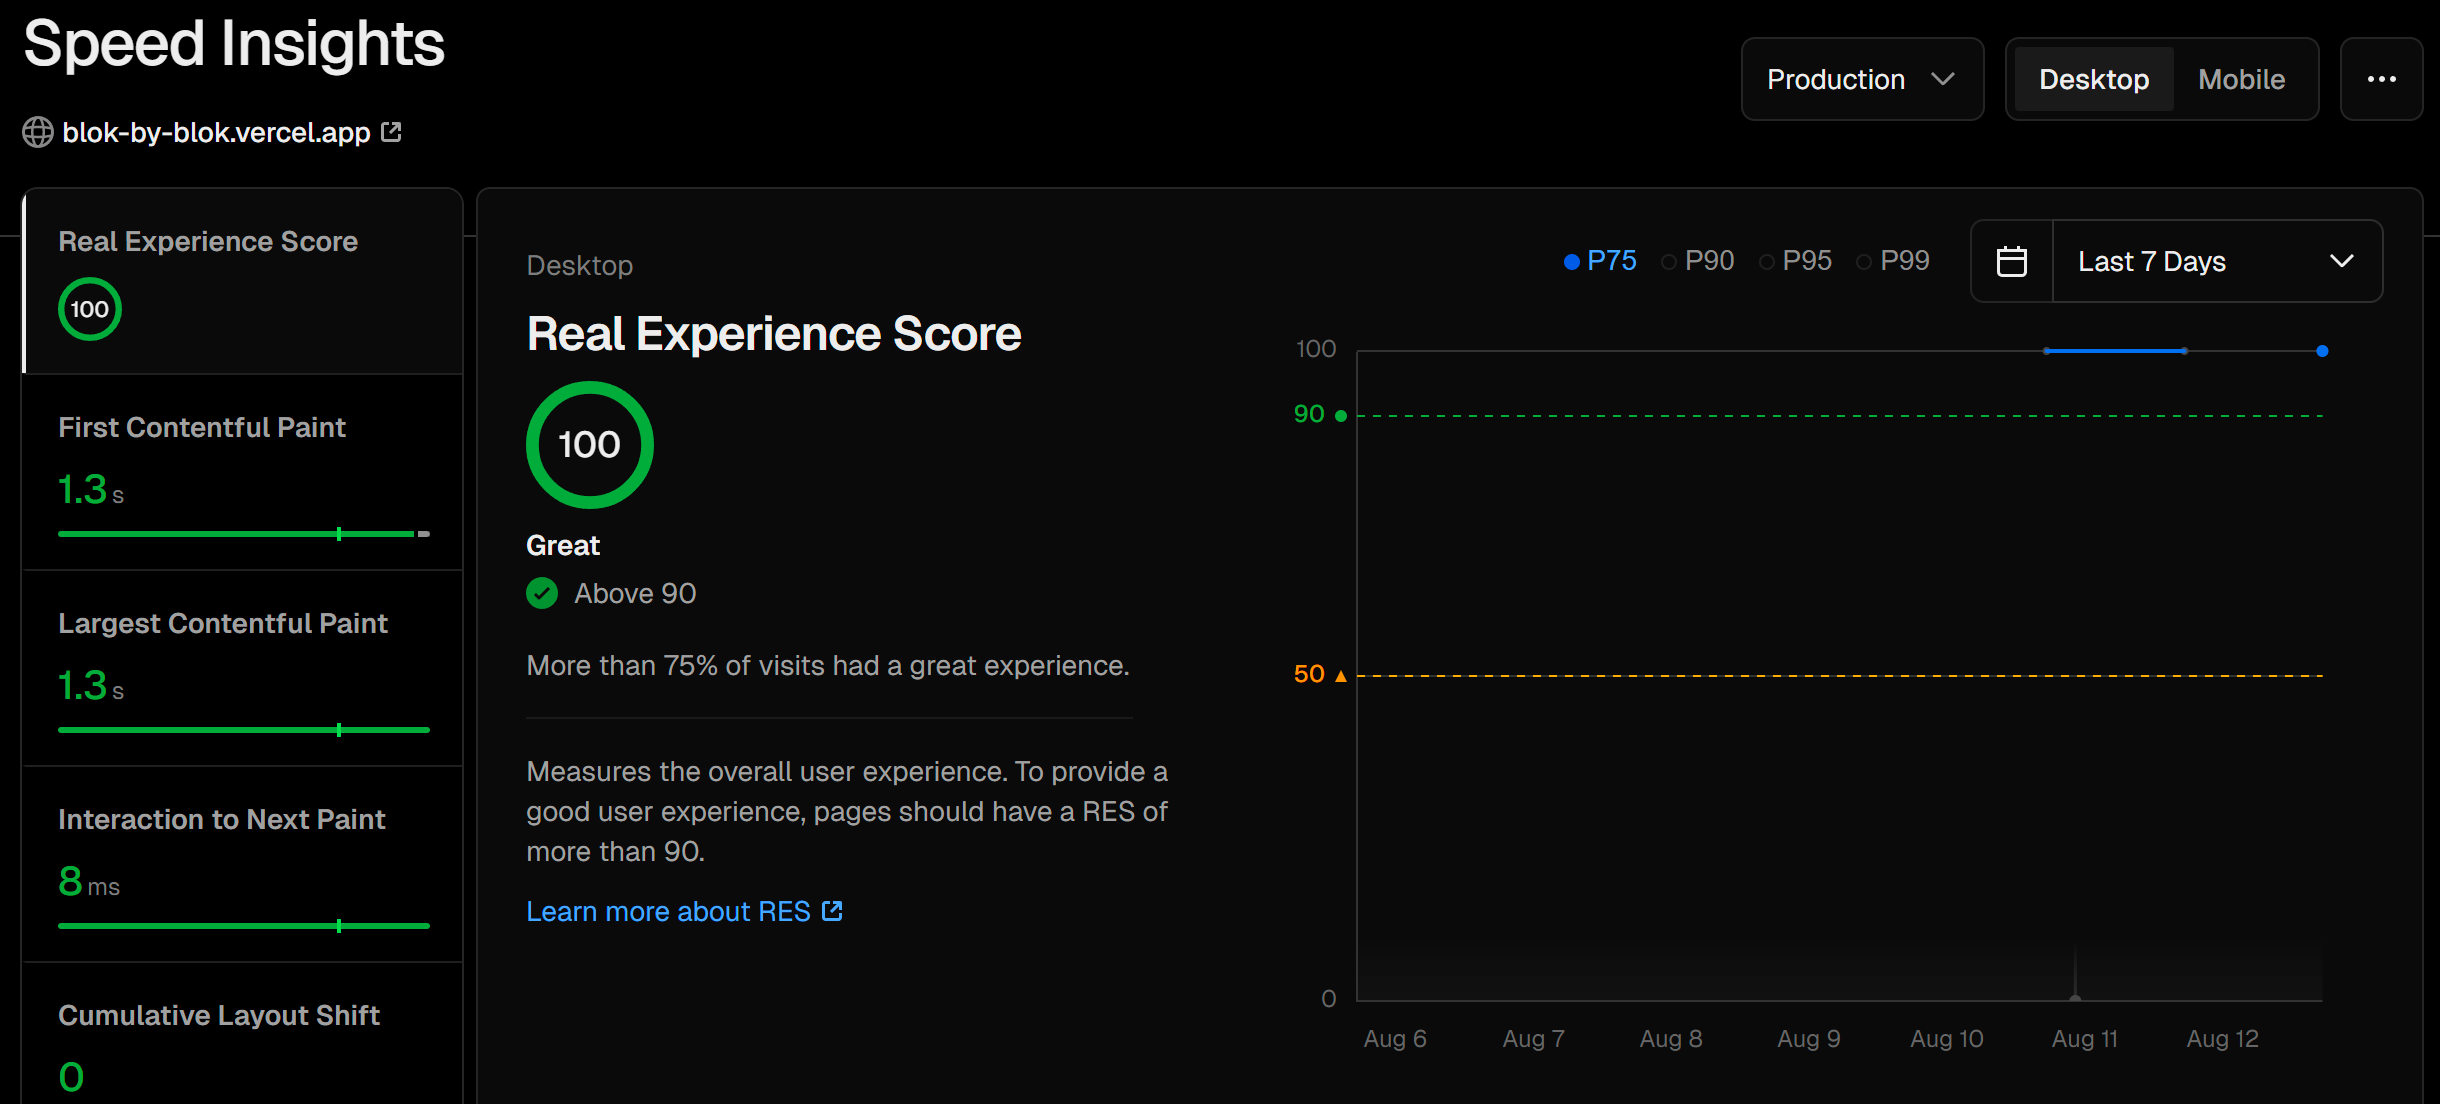 Speed Insights
blok-by-blok.vercel.app
Production
Desktop
Mobile
Real Experience Score
100
First Contentful Paint
1.3 s
Largest Contentful Paint
1.3 s
Interaction to Next Paint
8 ms
Cumulative Layout Shift
0
Desktop
Real Experience Score
100
Great
Above 90
More than 75% of visits had a great experience.
Measures the overall user experience. To provide a
good user experience, pages should have a RES of
more than 90.
Learn more about RES
P75 P90 P95 P99
Last 7 Days
100
90
50
0
Aug 6 Aug 7 Aug 8 Aug 9 Aug 10 Aug 11 Aug 12